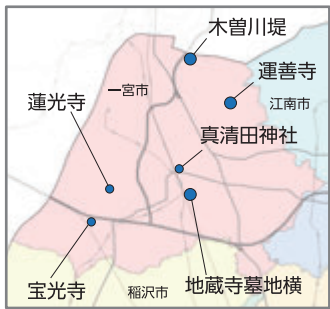 木曽川堤
運善寺
一宮市
江南市
蓮光寺
真清田神社
宝光寺
稲沢市
地蔵寺墓地横